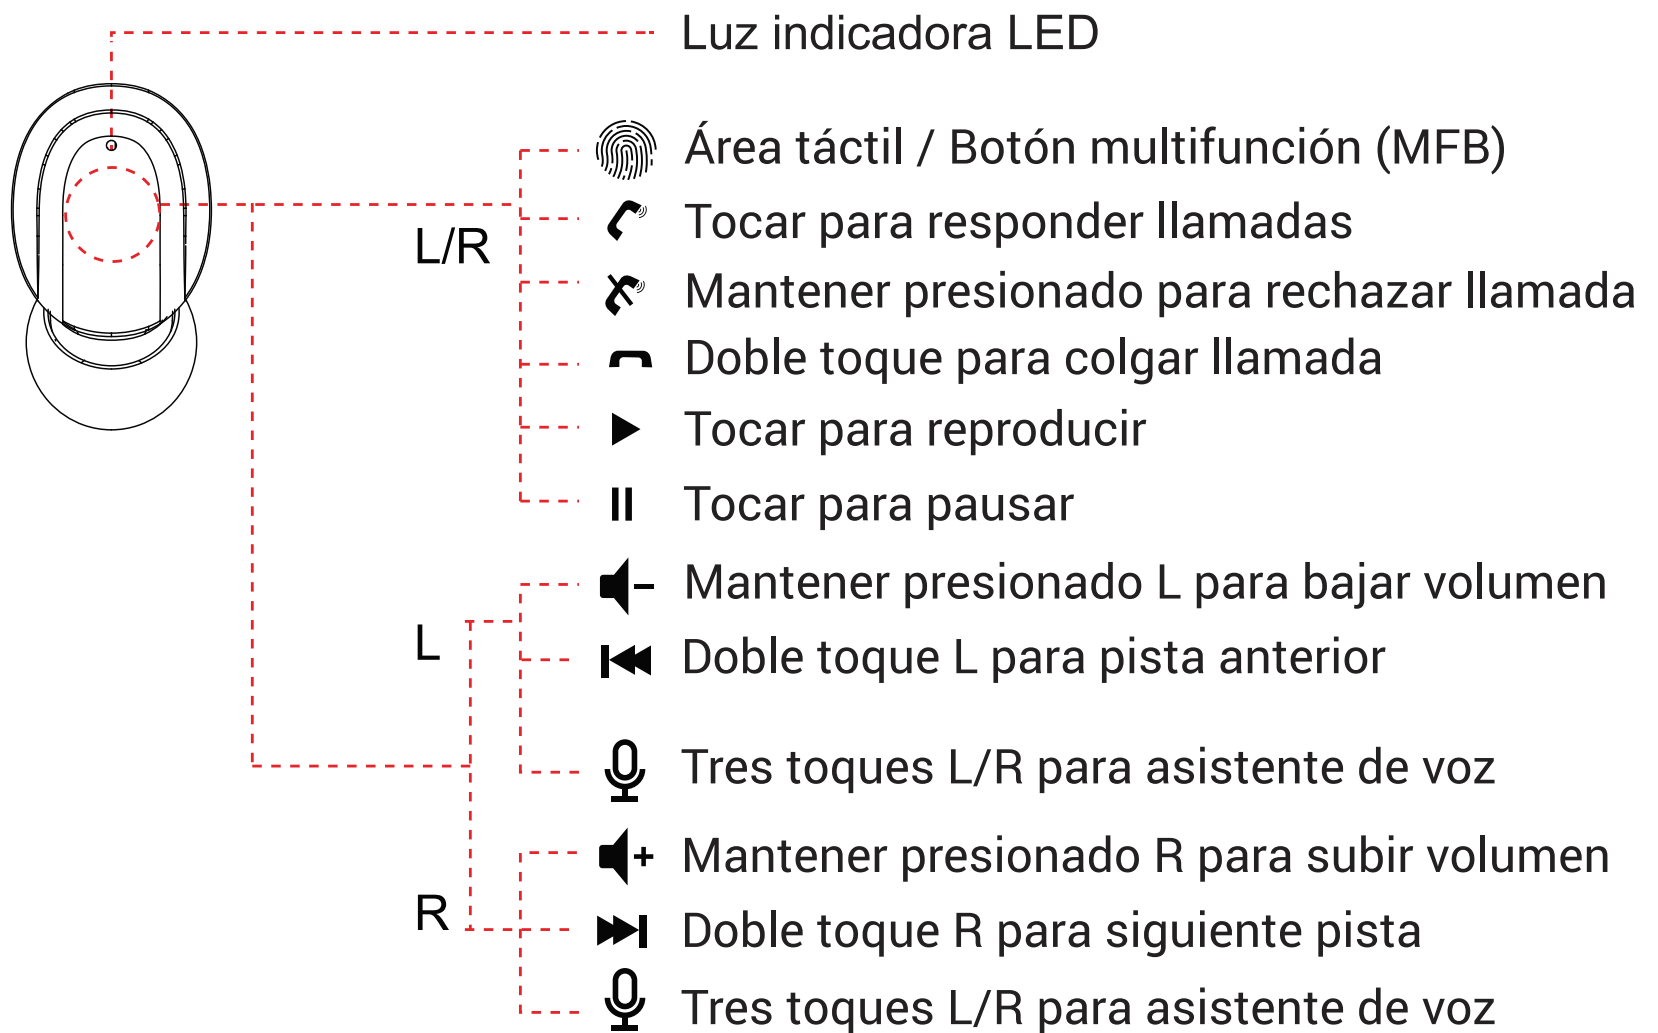 Luz indicadora LED
Área táctil / Botón multifunción (MFB)
Tocar para responder llamadas
L/R
Mantener presionado para rechazar llamada
Doble toque para colgar llamada
Tocar para reproducir
Tocar para pausar
Mantener presionado L para bajar volumen
L
Doble toque L para pista anterior
Tres toques L/R para asistente de voz
Mantener presionado R para subir volumen
R
Doble toque R para siguiente pista
Tres toques L/R para asistente de voz